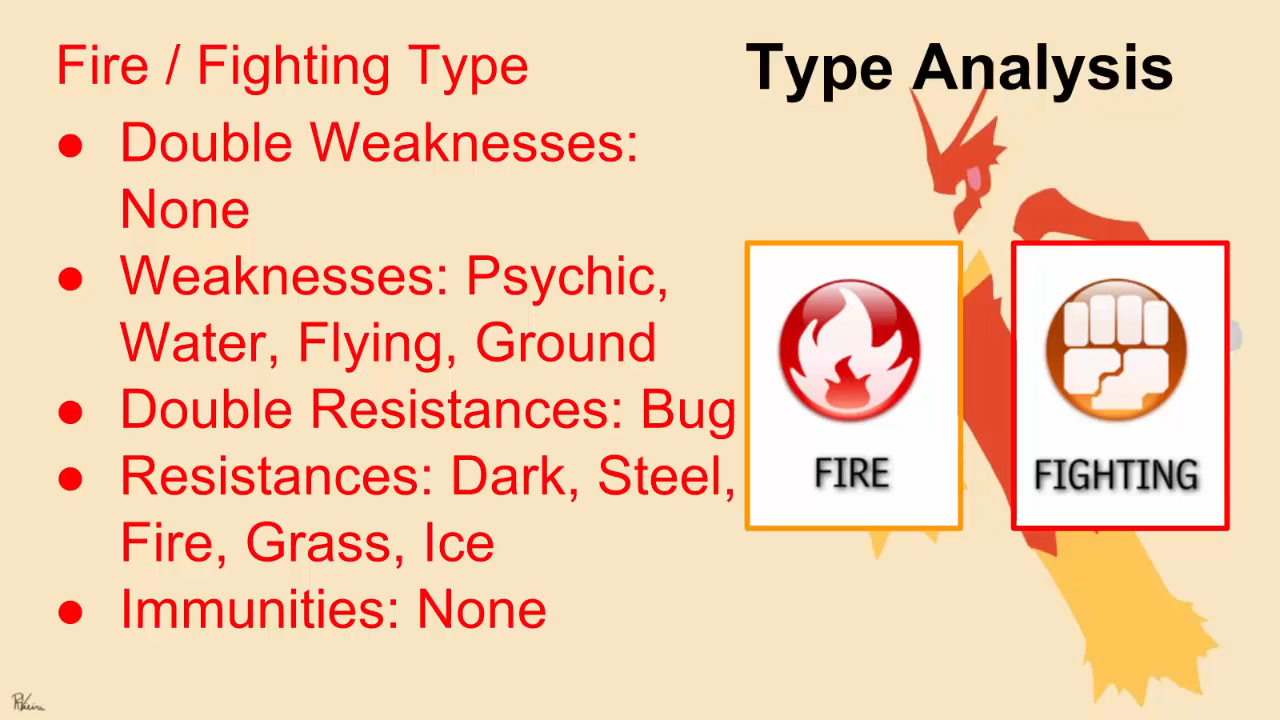 Fire / Fighting Type
Type Analysis
● Double Weaknesses:
None
● Weaknesses: Psychic,
Water, Flying, Ground
● Double Resistances: Bug
● Resistances: Dark, Steel,
Fire, Grass, Ice
● Immunities: None
FIRE
FIGHTING